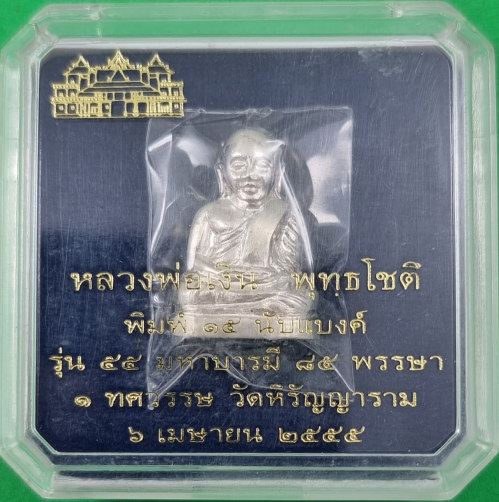 หลวงพ่อเงิน พุทธโชติ
พิมพ์ ๑๕ นับแบงค์
รุ่น ๕๕ มหาบารมี ๘๕ พรรษา
๑ ทศวรรษ วัดหิรัญญาราม
๖ เมษายน ๒๕๕๕